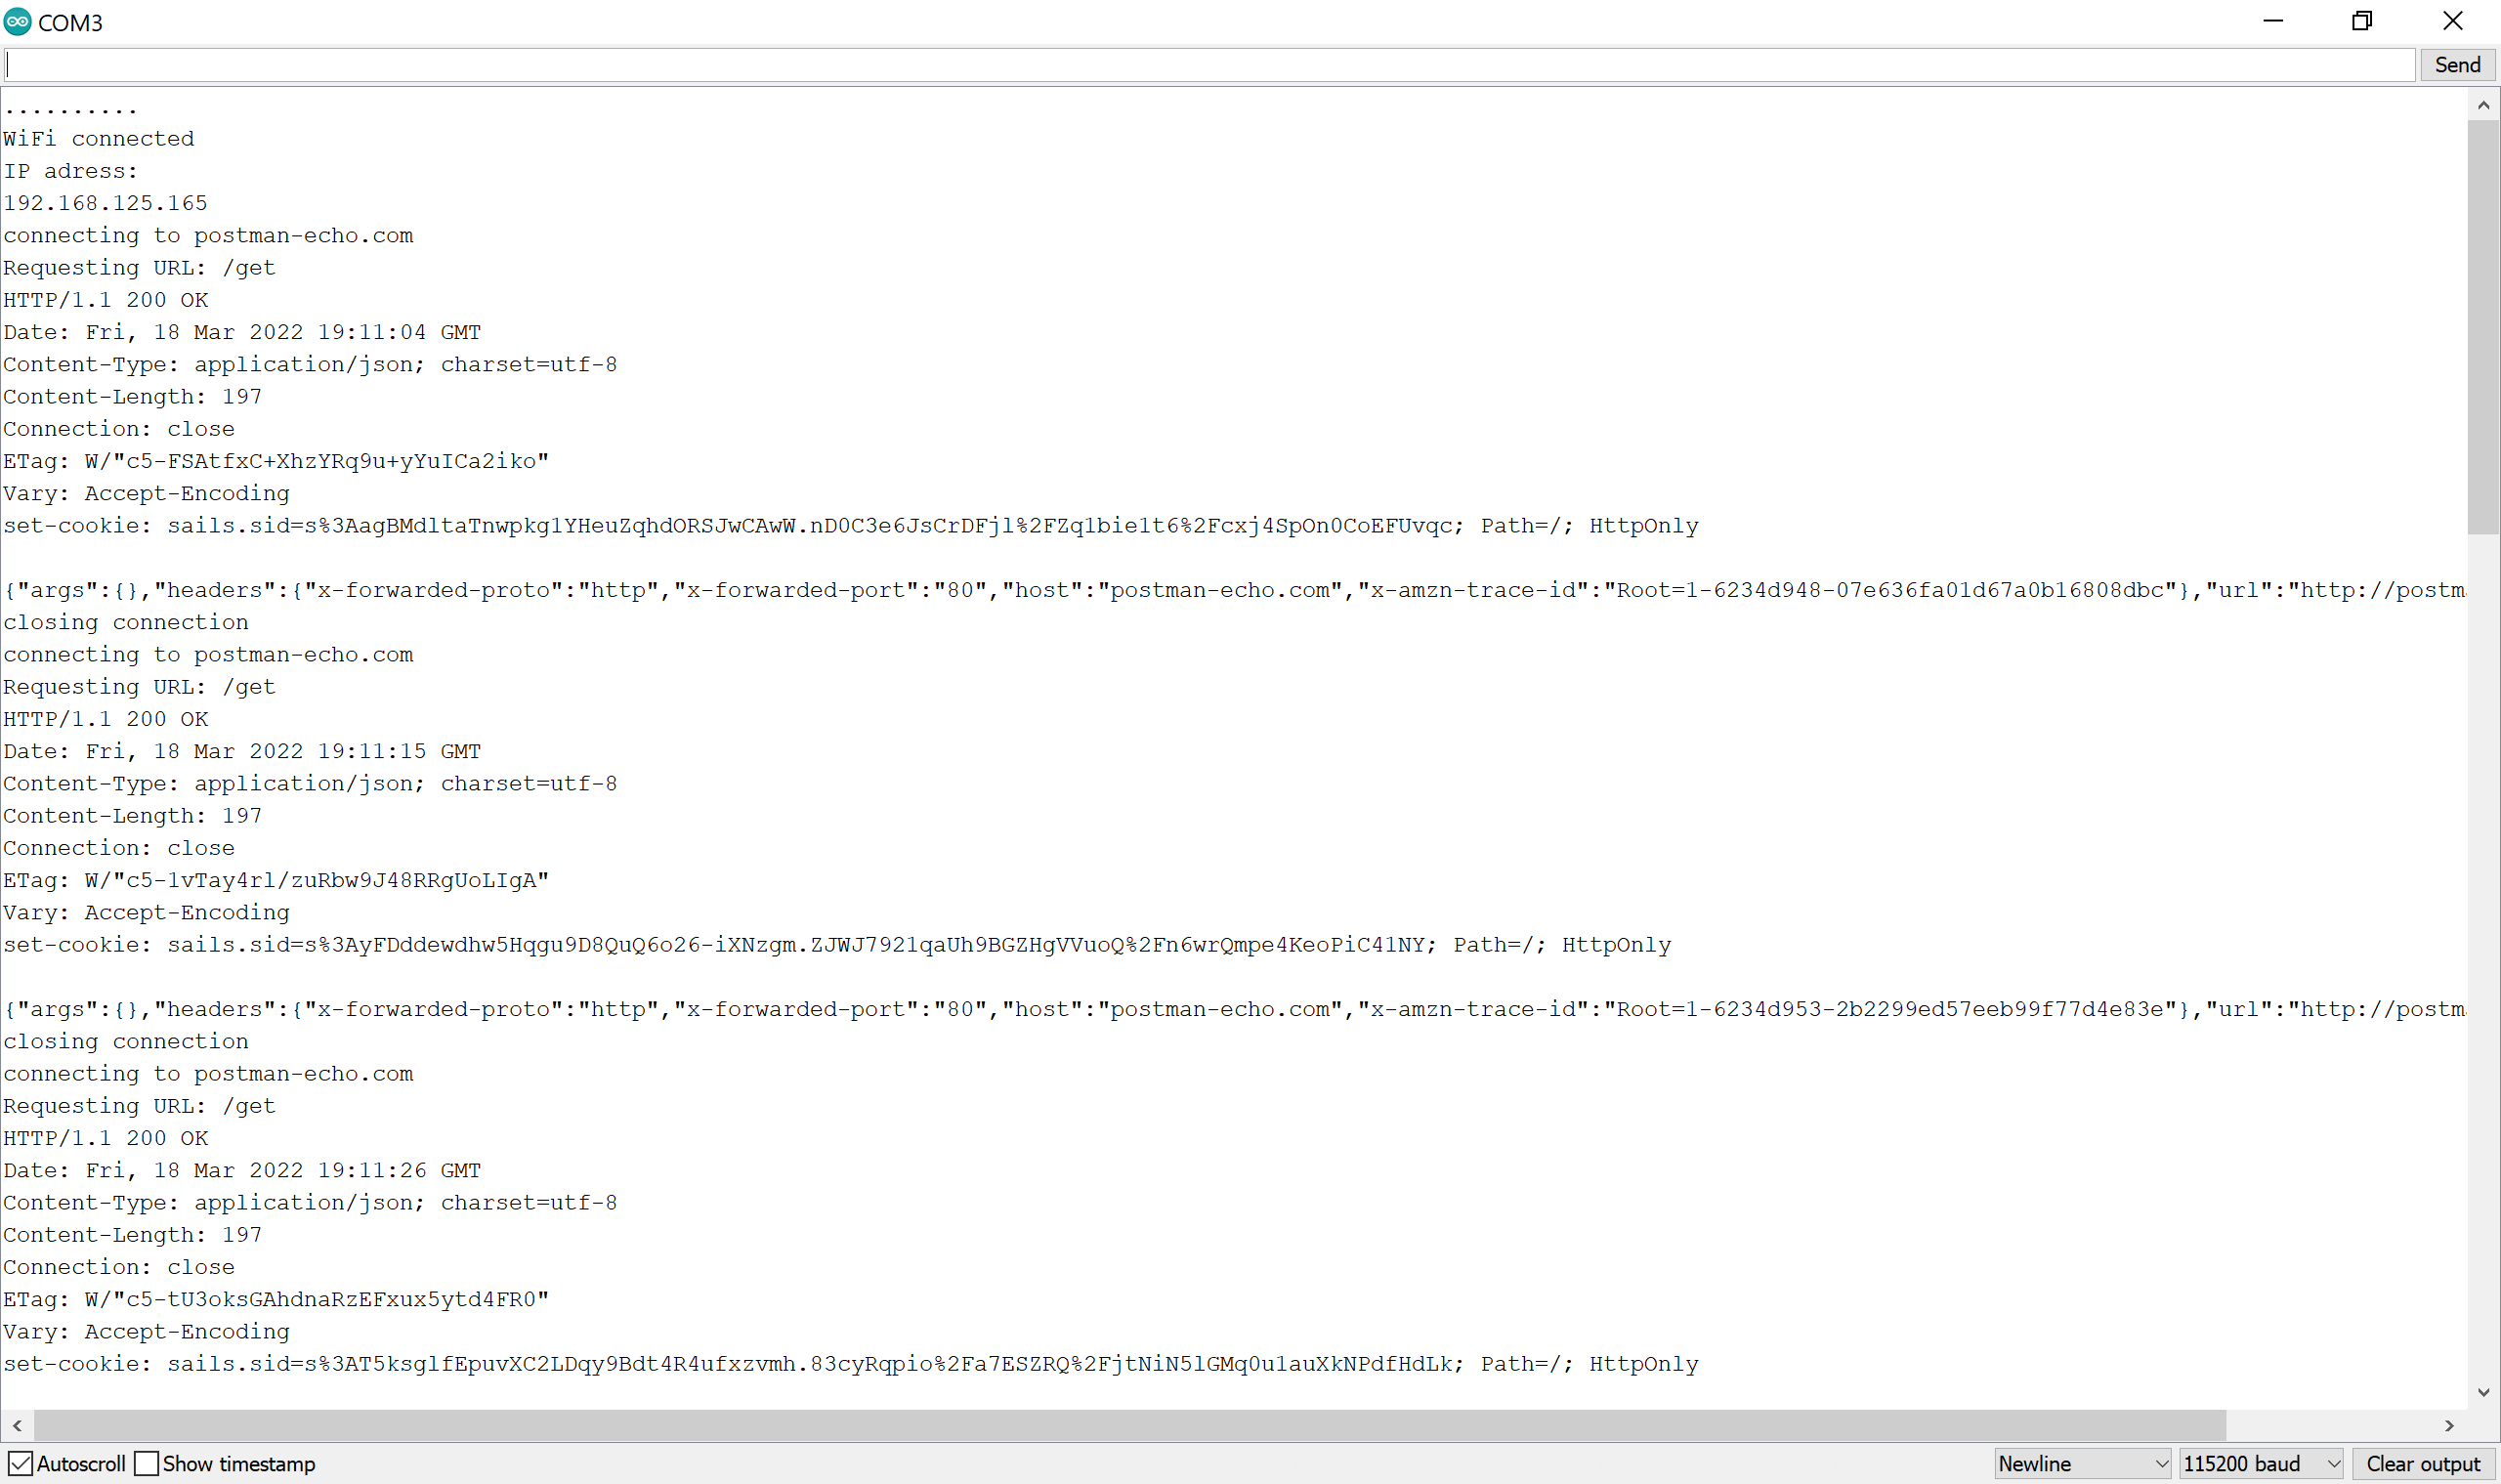 COM3
Send
..........
WiFi connected
IP adress:
192.168.125.165
connecting to postman-echo.com
Requesting URL: /get
HTTP/1.1 200 OK
Date: Fri, 18 Mar 2022 19:11:04 GMT
Content-Type: application/json; charset=utf-8
Content-Length: 197
Connection: close
ETag: W/"c5-FSAtfxC+XhzYRq9u+yYuICa2iko"
Vary: Accept-Encoding
set-cookie: sails.sid=s%3AagBMdltaTnwpkg1YHeuZqhdORSJwCAwW.nD0C3e6JsCrDFjl%2FZq1bie1t6%2Fcxj4SpOn0CoEFUvqc; Path=/; HttpOnly
{"args":{},"headers":{"x-forwarded-proto":"http","x-forwarded-port":"80","host":"postman-echo.com","x-amzn-trace-id":"Root=1-6234d948-07e636fa01d67a0b16808dbc"},"url":"http://postm
closing connection
connecting to postman-echo.com
Requesting URL: /get
HTTP/1.1 200 OK
Date: Fri, 18 Mar 2022 19:11:15 GMT
Content-Type: application/json; charset=utf-8
Content-Length: 197
Connection: close
ETag: W/"c5-1vTay4rl/zuRbw9J48RRgUoLIgA"
Vary: Accept-Encoding
set-cookie: sails.sid=s%3AyFDddewdhw5Hqgu9D8QuQ6o26-iXNzgm.ZJWJ7921qaUh9BGZHgVVuoQ%2Fn6wrQmpe4KeoPiC41NY; Path=/; HttpOnly
{"args":{},"headers":{"x-forwarded-proto":"http","x-forwarded-port":"80","host":"postman-echo.com","x-amzn-trace-id":"Root=1-6234d953-2b2299ed57eeb99f77d4e83e"},"url":"http://postm
closing connection
connecting to postman-echo.com
Requesting URL: /get
HTTP/1.1 200 OK
Date: Fri, 18 Mar 2022 19:11:26 GMT
Content-Type: application/json; charset=utf-8
Content-Length: 197
Connection: close
ETag: W/"c5-tU3oksGAhdnaRzEFxux5ytd4FR0"
Vary: Accept-Encoding
set-cookie: sails.sid=s%3AT5ksglfEpuvXC2LDqy9Bdt4R4ufxzvmh.83cyRqpio%2Fa7ESZRQ%2FjtNiN5lGMq0u1auXkNPdfHdLk; Path=/; HttpOnly
Autoscroll Show timestamp Newline 115200 baud Clear output